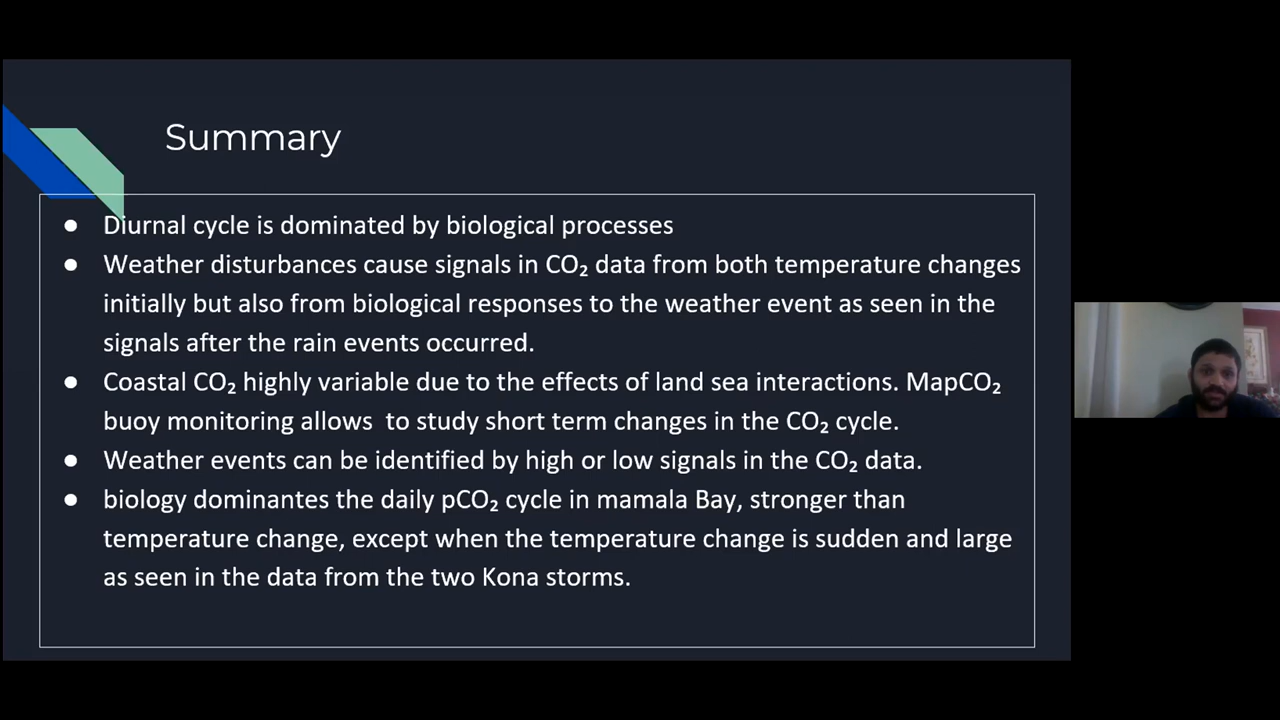 Summary
● Diurnal cycle is dominated by biological processes
● Weather disturbances cause signals in CO₂ data from both temperature changes
initially but also from biological responses to the weather event as seen in the
signals after the rain events occurred.
● Coastal CO₂ highly variable due to the effects of land sea interactions. MapCO₂
buoy monitoring allows  to study short term changes in the CO₂ cycle.
● Weather events can be identified by high or low signals in the CO₂ data.
● biology dominantes the daily pCO₂ cycle in mamala Bay, stronger than
temperature change, except when the temperature change is sudden and large
as seen in the data from the two Kona storms.